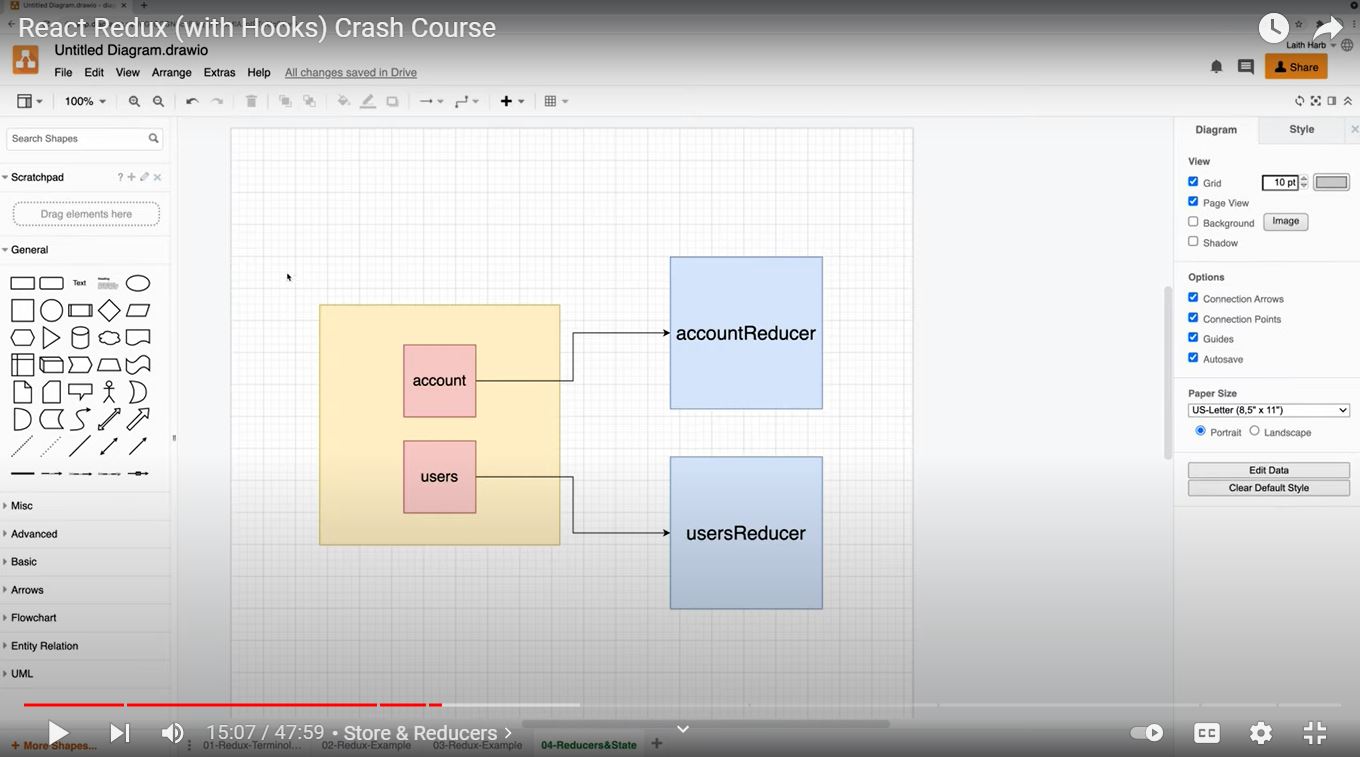 Untitled Diagram.drawio - dia
React Redux (with Hooks) Crash Course
Laith Harb
Untitled Diagram.drawio
File Edit View Arrange Extras Help All changes saved in Drive
Share
100%
Search Shapes
Diagram Style
View
Scratchpad ?
Grid 10 pt
Page View
Drag elements here
Background Image
Shadow
General
Text
Heading
Options
Connection Arrows
Connection Points
Guides
Autosave
accountReducer
account
Paper Size
US-Letter (8,5" x 11")
Portrait Landscape
users
Edit Data
Clear Default Style
usersReducer
Misc
Advanced
Basic
Arrows
Flowchart
Entity Relation
UML
15:07 / 47:59 • Store & Reducers
CC
+ More Shapes...
01-Redux-Terminol... 02-Redux-Example 03-Redux-Example 04-Reducers&State